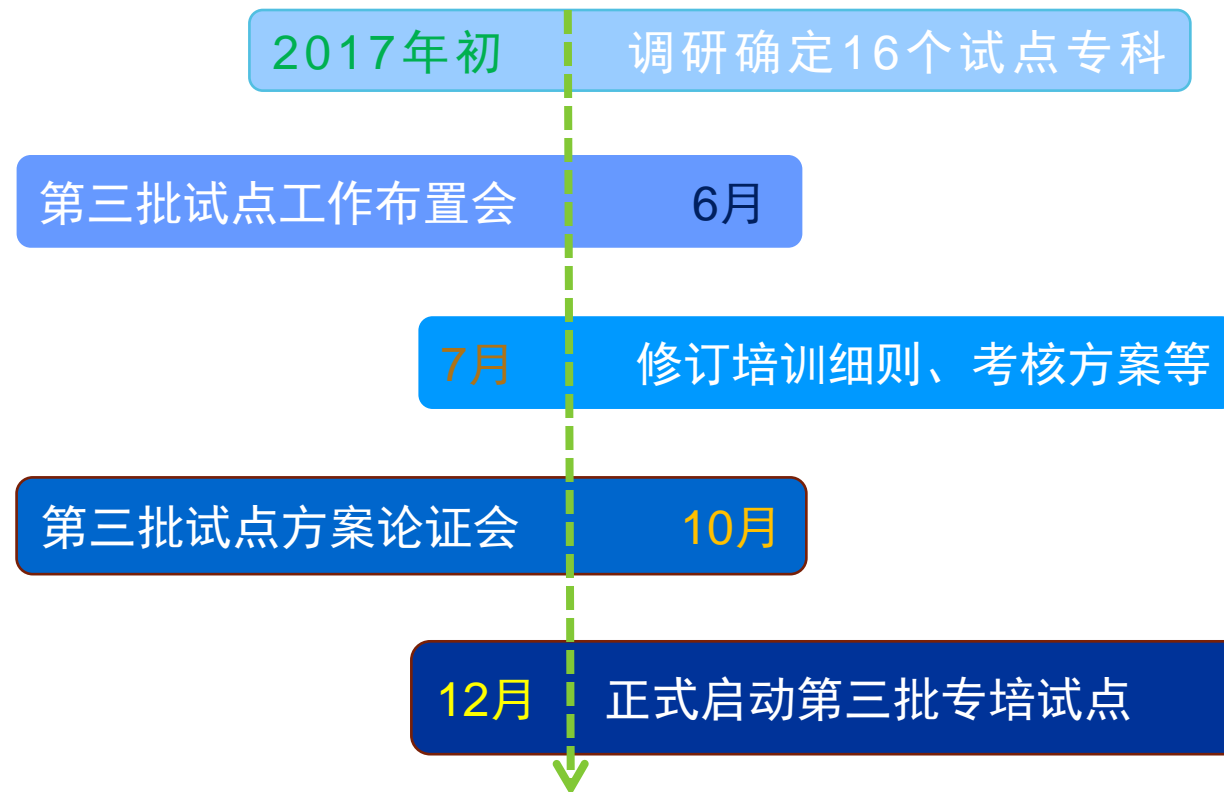 2017年初 调研确定16个试点专科
第三批试点工作布置会 6月
7月 修订培训细则、考核方案等
第三批试点方案论证会 10月
12月 正式启动第三批专培试点